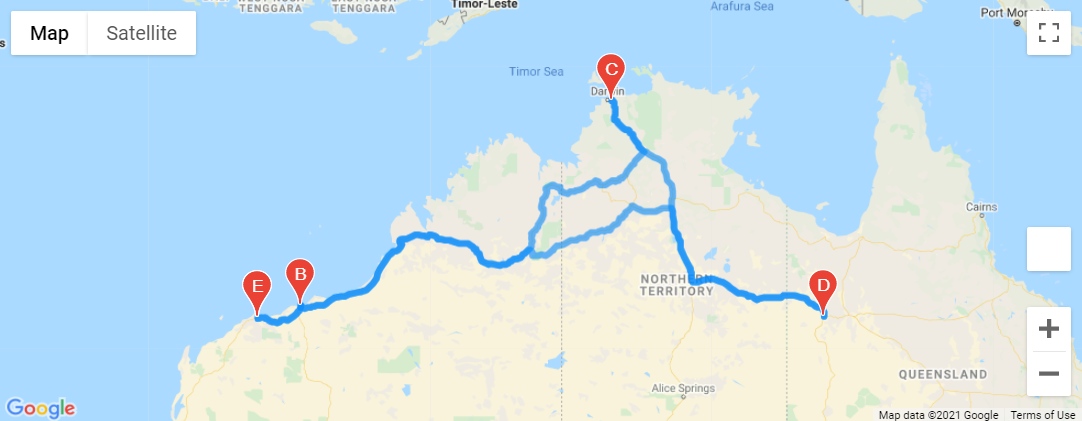 TENGGARA
TENGGARA
Timor-Leste
Arafura Sea
Port Moresby
Map
Satellite
Timor Sea
C
Darwin
Cairns
E
B
D
NORTHERN
TERRITORY
QUEENSLAND
Alice Springs
Google
Map data ©2021 Google
Terms of Use